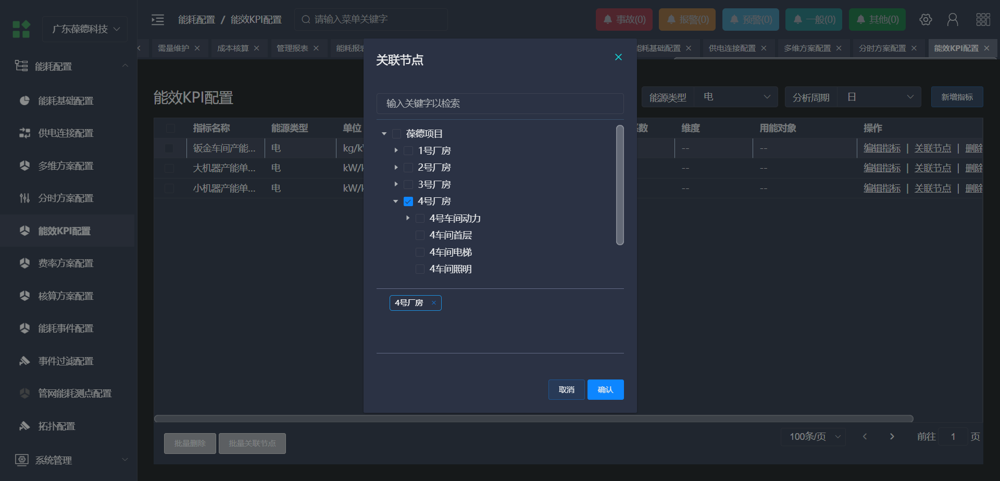 广东葆德科技
能耗配置 / 能效KPI配置
请输入菜单关键字
事故(0)
报警(0)
预警(0)
一般(0)
其他(0)
需量维护
成本核算
管理报表
能耗报表
能耗基础配置
供电连接配置
多维方案配置
分时方案配置
能效KPI配置
能耗配置
能耗基础配置
供电连接配置
多维方案配置
分时方案配置
能效KPI配置
费率方案配置
核算方案配置
能耗事件配置
事件过滤配置
管网能耗测点配置
拓扑配置
系统管理
能效KPI配置
能源类型 电
分析周期 日
新增指标
指标名称 能源类型 单位 系数 维度 用能对象 操作
钣金车间产能... 电 kg/k -- -- 编辑指标 | 关联节点 | 删除
大机器产能单... 电 kW/ -- -- 编辑指标 | 关联节点 | 删除
小机器产能单... 电 kW/ -- -- 编辑指标 | 关联节点 | 删除
关联节点
输入关键字以检索
葆德项目
1号厂房
2号厂房
3号厂房
4号厂房
4号车间动力
4车间首层
4车间电梯
4车间照明
4号厂房
取消
确认
批量删除
批量关联节点
100条/页
前往 1 页